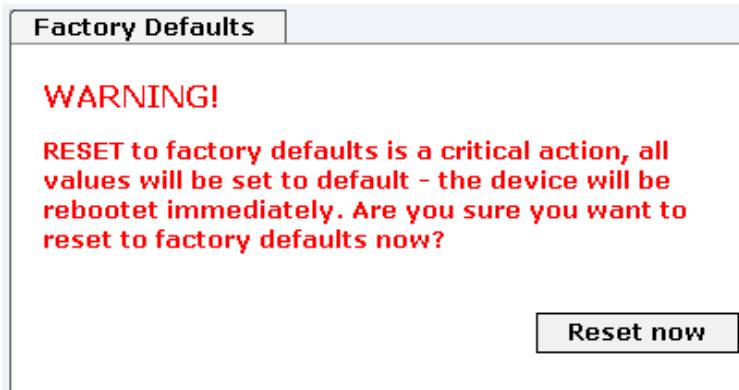 Factory Defaults
WARNING!
RESET to factory defaults is a critical action, all
values will be set to default - the device will be
rebootet immediately. Are you sure you want to
reset to factory defaults now?
Reset now